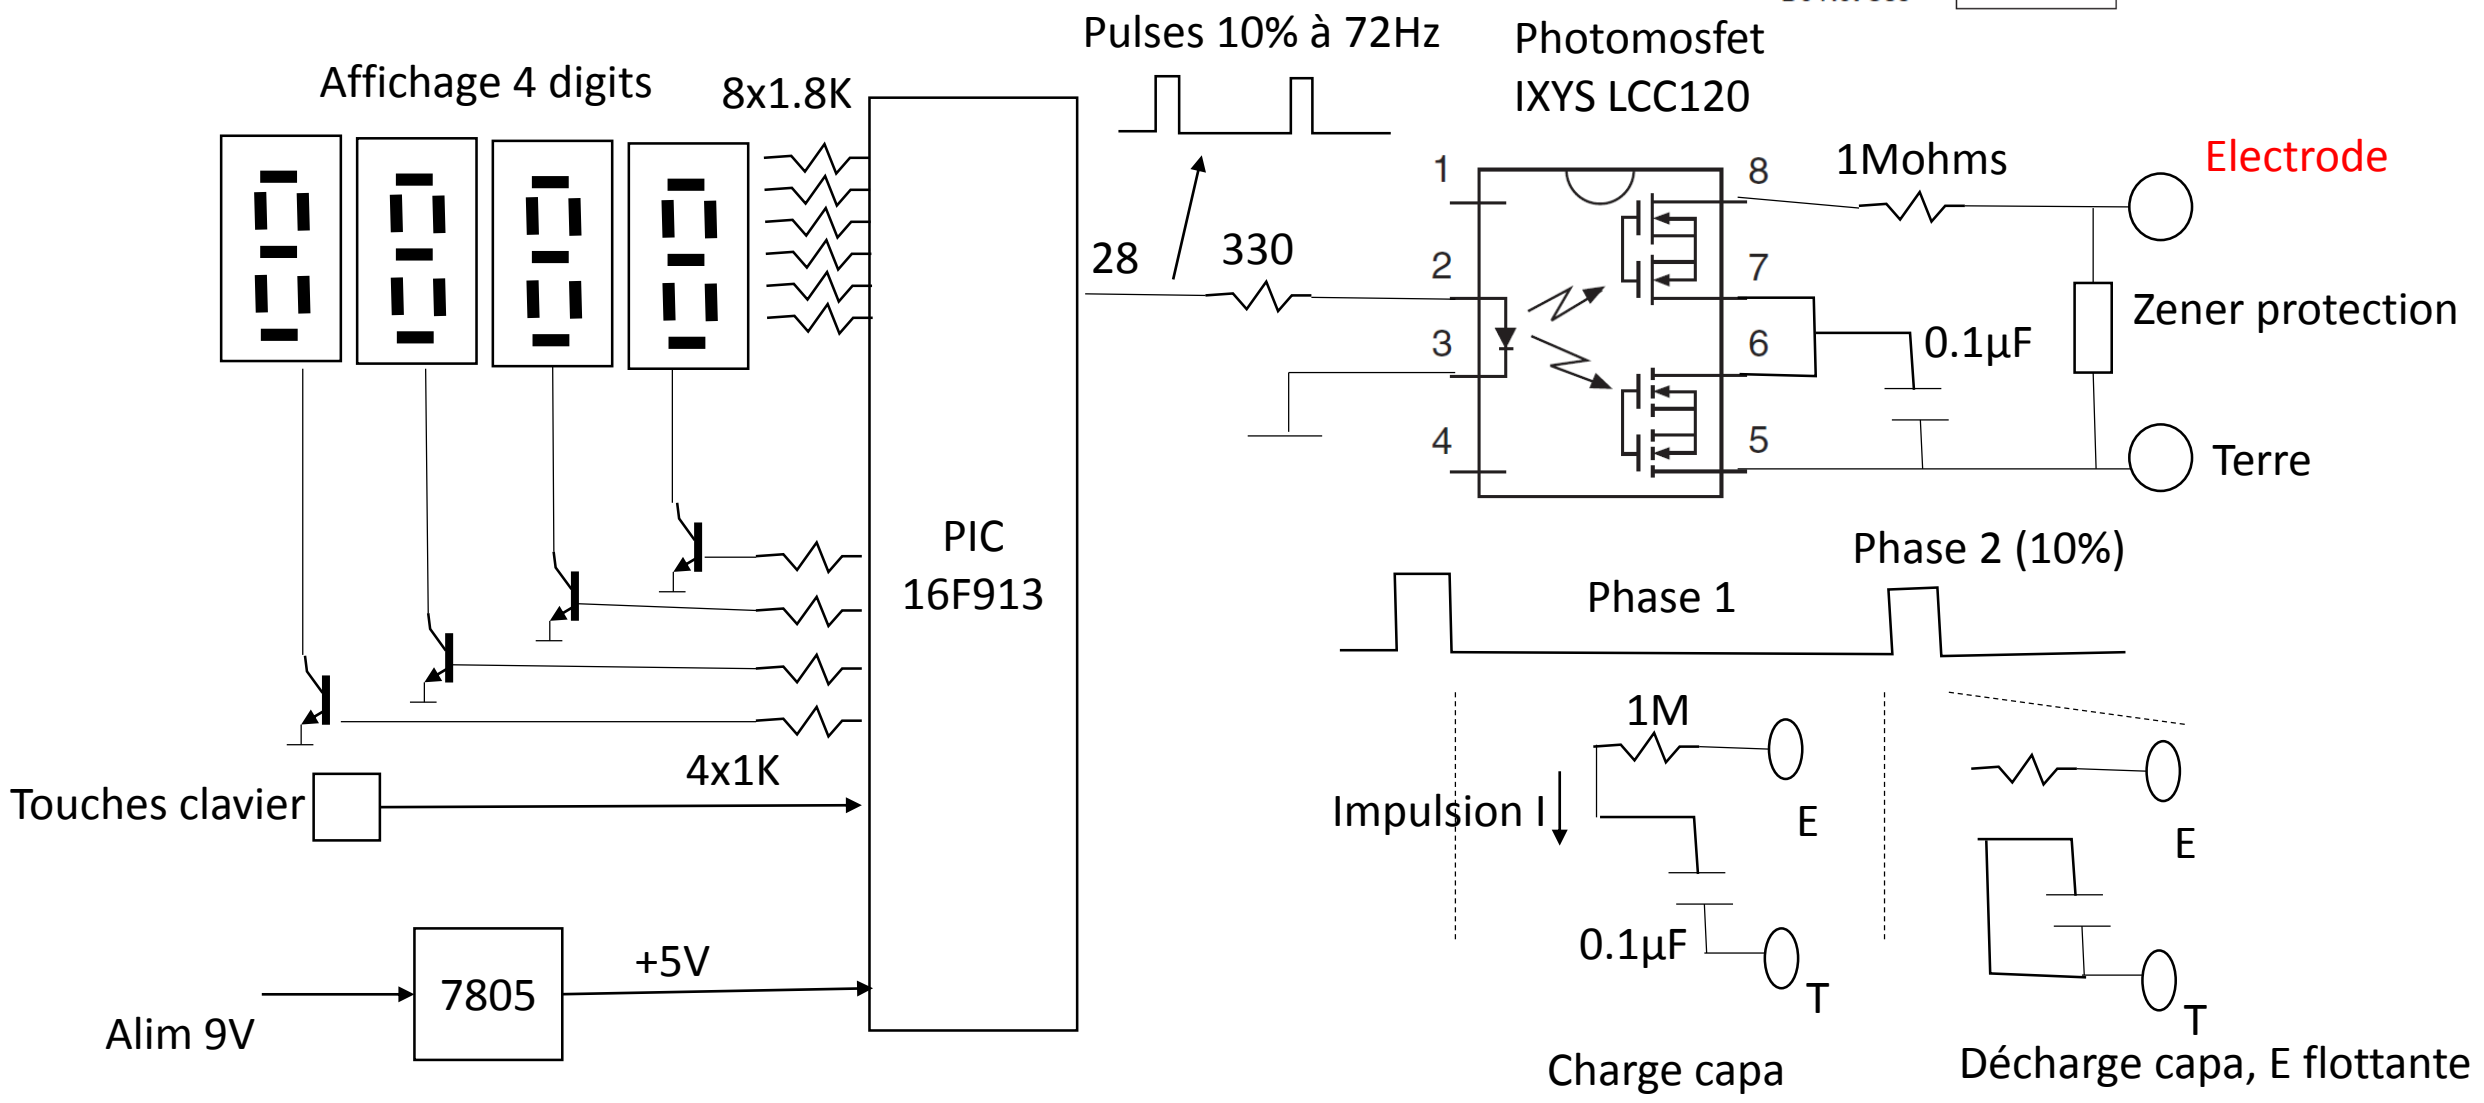 Pulses 10% à 72Hz
Photomosfet
IXYS LCC120
Affichage 4 digits
8x1.8K
1
2
3
4
8
7
6
5
1Mohms
Electrode
28
330
Zener protection
0.1µF
Terre
PIC
16F913
Phase 2 (10%)
Phase 1
1M
4x1K
Touches clavier
Impulsion I
E
E
0.1µF
+5V
7805
T
T
Alim 9V
Charge capa
Décharge capa, E flottante